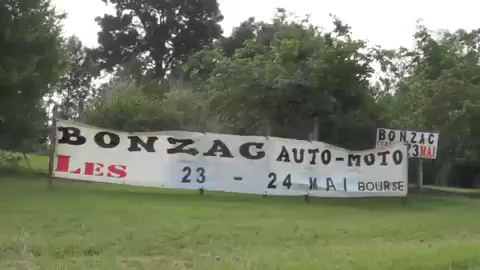 BONZAC AUTO-MOTO
LES 23 - 24 MAI BOURSE
BONZAC
23 MAI